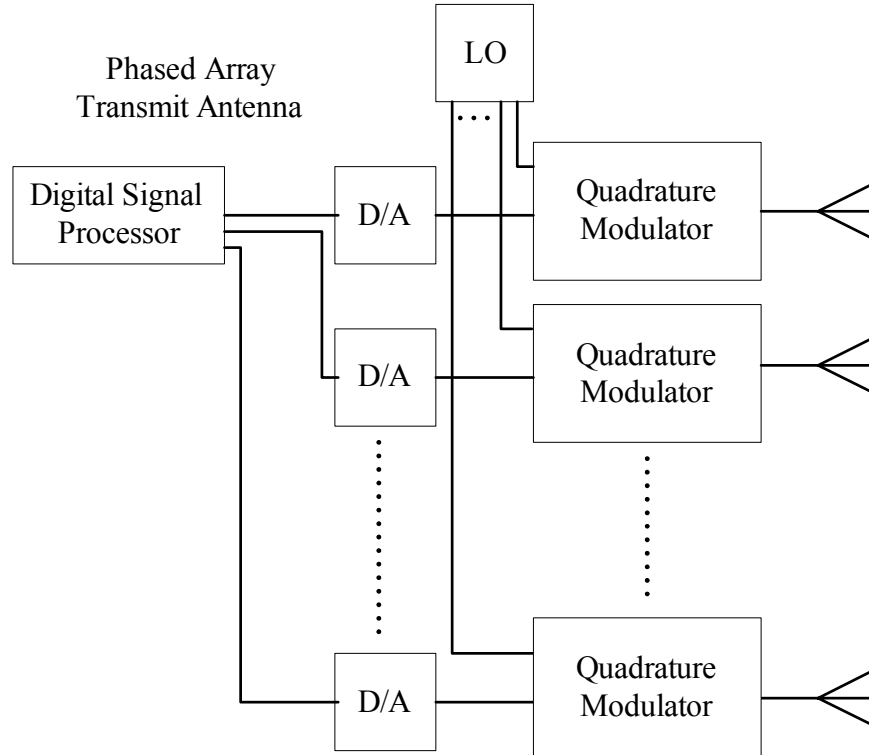 LO
Phased Array
Transmit Antenna
Digital Signal
Processor
D/A
Quadrature
Modulator
D/A
Quadrature
Modulator
D/A
Quadrature
Modulator